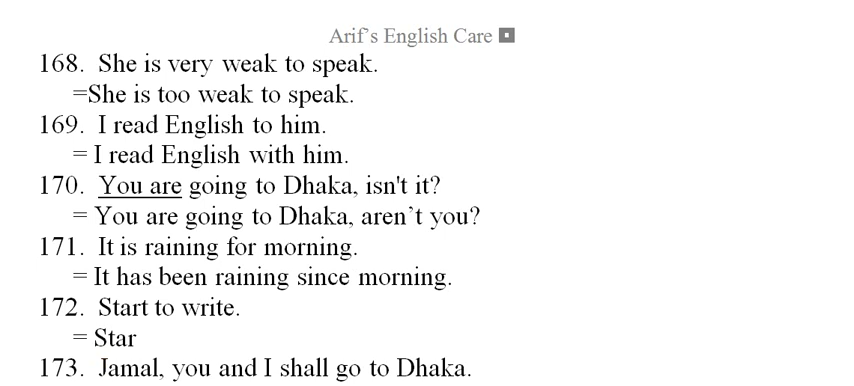 Arif's English Care
168. She is very weak to speak.
=She is too weak to speak.
169. I read English to him.
= I read English with him.
170. You are going to Dhaka, isn't it?
= You are going to Dhaka, aren’t you?
171. It is raining for morning.
= It has been raining since morning.
172. Start to write.
= Star
173. Jamal, you and I shall go to Dhaka.